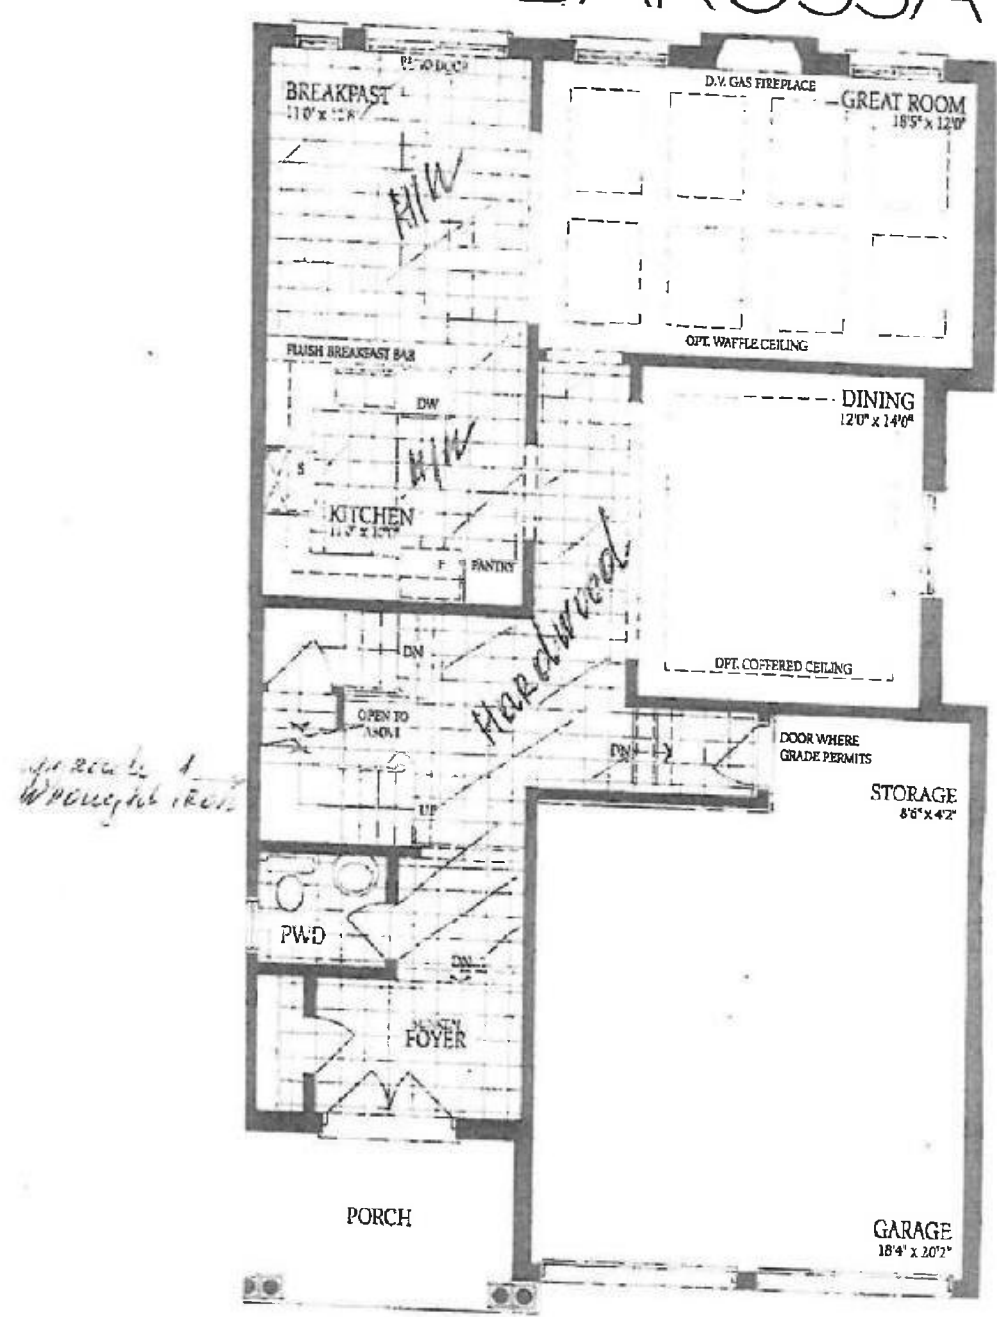 BREAKFAST
GREAT ROOM
18'5" x 12'0"
D.V. GAS FIREPLACE
H/W
OPT. WAFFLE CEILING
FLUSH BREAKFAST BAR
DW
DINING
12'0" x 14'0"
H/W
S
KITCHEN
F
PANTRY
Hardwood
OPT. COFFERED CEILING
DN
OPEN TO
DN
DOOR WHERE
GRADE PERMITS
STORAGE
8'6" x 4'2"
Wrought iron
UP
PWD
DN
FOYER
PORCH
GARAGE
18'4" x 20'2"